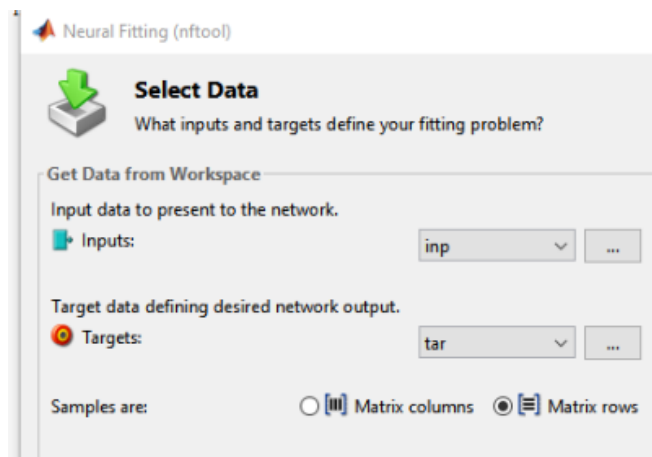 Neural Fitting (nftool)
Select Data
What inputs and targets define your fitting problem?
Get Data from Workspace
Input data to present to the network.
Inputs: inp ...
Target data defining desired network output.
Targets: tar ...
Samples are: Matrix columns Matrix rows